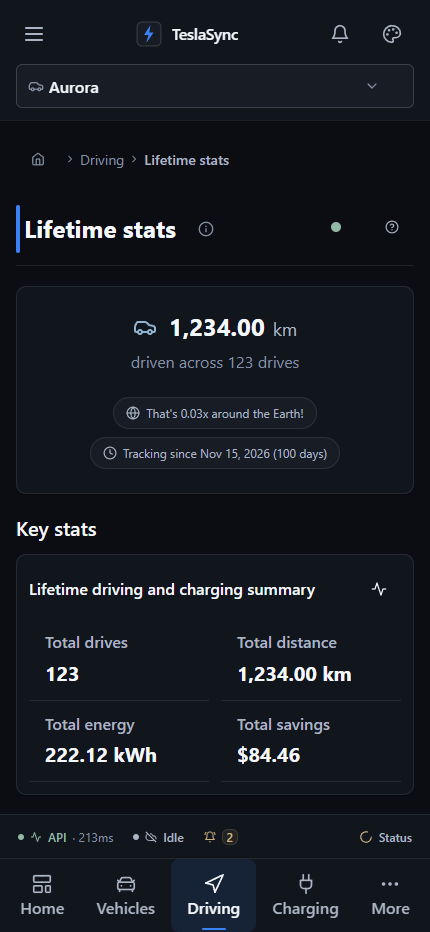 TeslaSync
Aurora
Driving
Lifetime stats
Lifetime stats
1,234.00 km
driven across 123 drives
That's 0.03x around the Earth!
Tracking since Nov 15, 2026 (100 days)
Key stats
Lifetime driving and charging summary
Total drives
123
Total distance
1,234.00 km
Total energy
222.12 kWh
Total savings
$84.46
API · 213ms
Idle
2
Status
Home
Vehicles
Driving
Charging
More